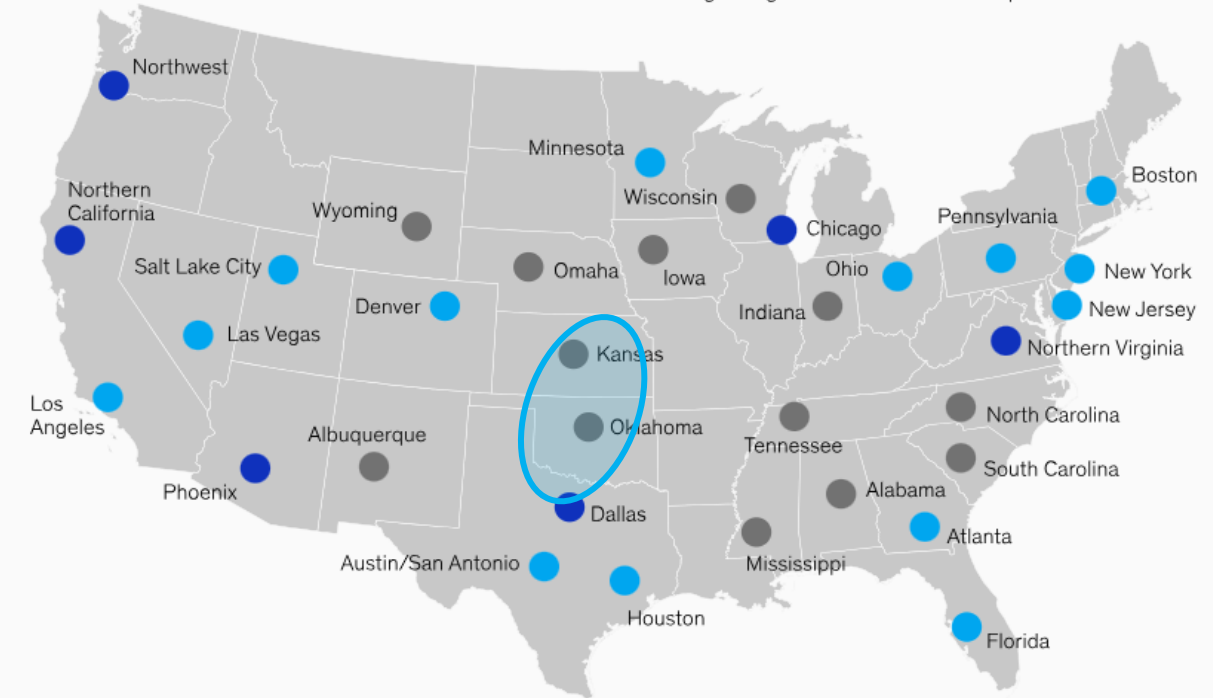 Northwest
Minnesota
Boston
Northern
California
Wisconsin
Wyoming
Pennsylvania
Chicago
Salt Lake City
Omaha
Iowa
Ohio
New York
Denver
Indiana
New Jersey
Las Vegas
Northern Virginia
Kansas
Los
Angeles
Albuquerque
Oklahoma
Tennessee
North Carolina
South Carolina
Phoenix
Dallas
Alabama
Atlanta
Austin/San Antonio
Mississippi
Houston
Florida